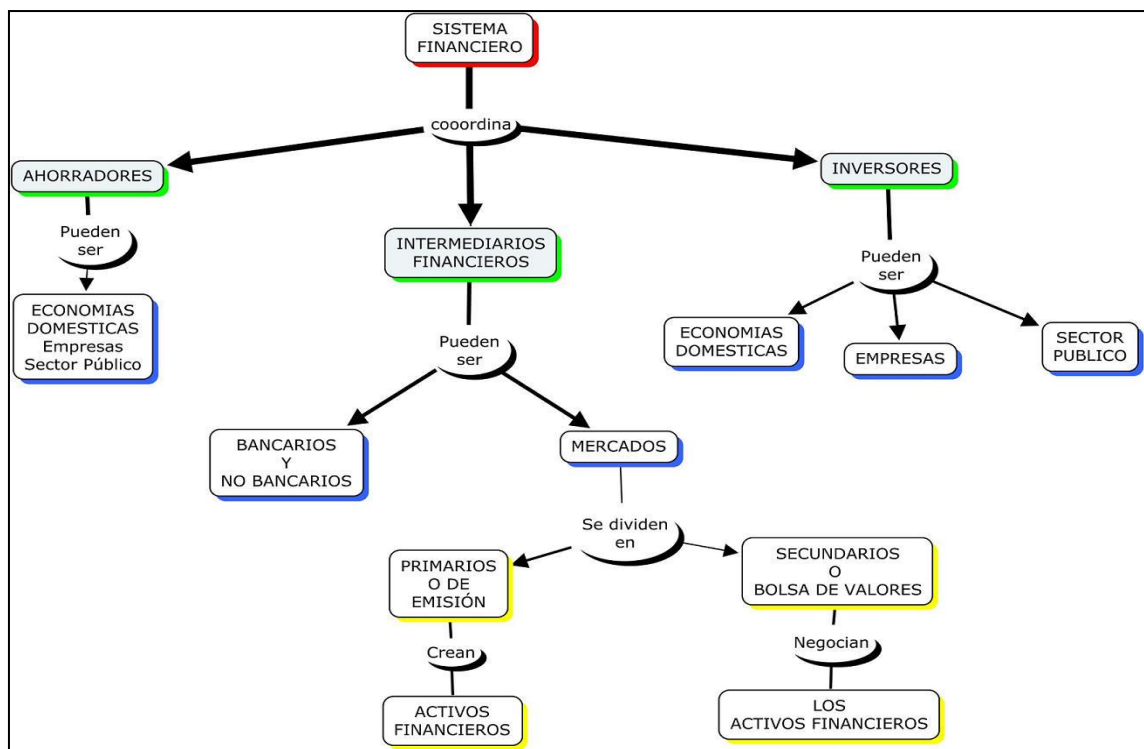 SISTEMA
FINANCIERO
cooordina
AHORRADORES
INVERSORES
Pueden
ser
INTERMEDIARIOS
FINANCIEROS
Pueden
ser
ECONOMIAS
DOMESTICAS
Empresas
Sector Público
ECONOMIAS
DOMESTICAS
EMPRESAS
SECTOR
PUBLICO
Pueden
ser
BANCARIOS
Y
NO BANCARIOS
MERCADOS
Se dividen
en
PRIMARIOS
O DE
EMISIÓN
SECUNDARIOS
O
BOLSA DE VALORES
Crean
Negocian
ACTIVOS
FINANCIEROS
LOS
ACTIVOS FINANCIEROS